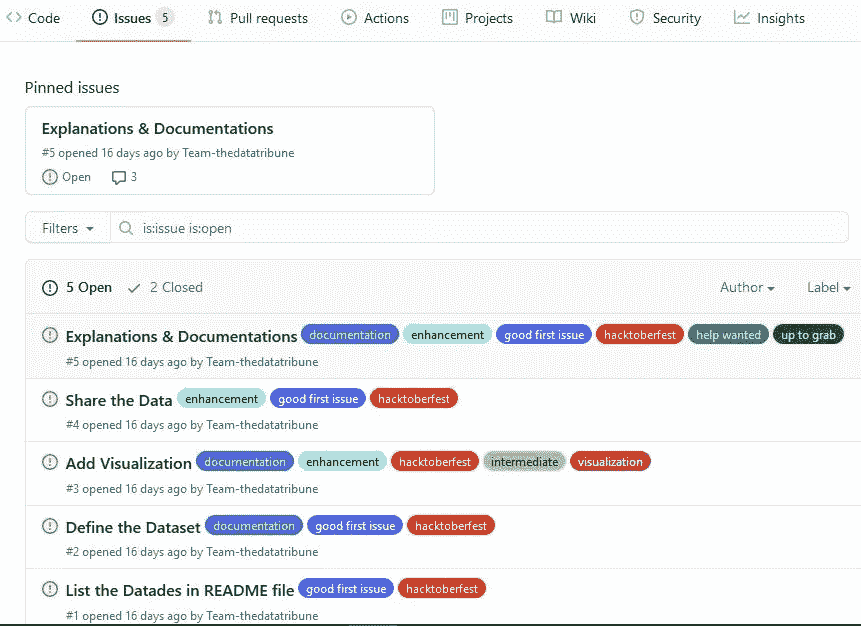 Code Issues 5 Pull requests Actions Projects Wiki Security Insights
Pinned issues
Explanations & Documentations
#5 opened 16 days ago by Team-thedatatribune
Open 3
Filters is:issue is:open
5 Open 2 Closed Author Label
Explanations & Documentations documentation enhancement good first issue hacktoberfest help wanted up to grab
#5 opened 16 days ago by Team-thedatatribune
Share the Data enhancement good first issue hacktoberfest
#4 opened 16 days ago by Team-thedatatribune
Add Visualization documentation enhancement hacktoberfest intermediate visualization
#3 opened 16 days ago by Team-thedatatribune
Define the Dataset documentation good first issue hacktoberfest
#2 opened 16 days ago by Team-thedatatribune
List the Datades in README file good first issue hacktoberfest
#1 opened 16 days ago by Team-thedatatribune